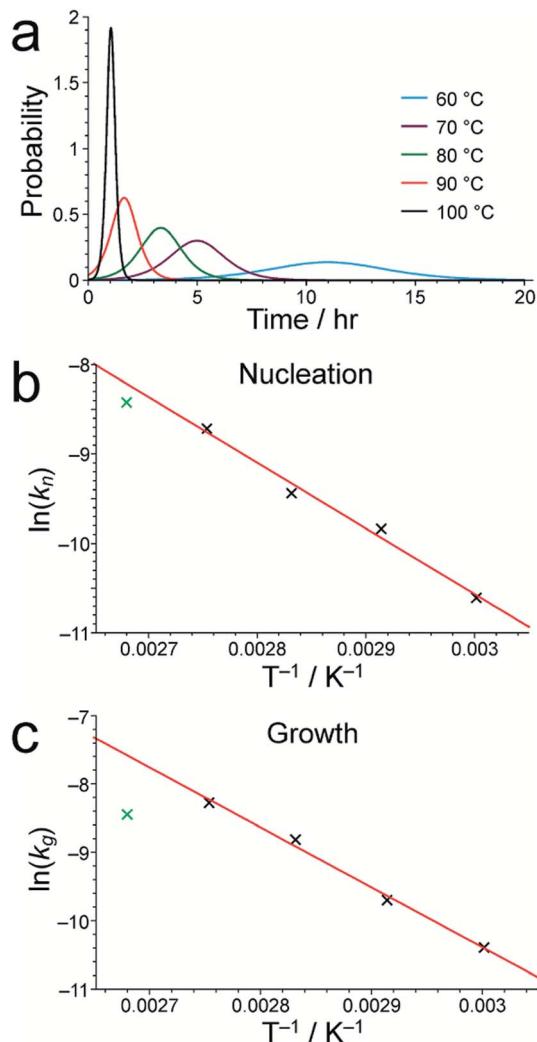 a
Probability
2
1.5
1
0.5
0
0 5 10 15 20
Time / hr
60 °C
70 °C
80 °C
90 °C
100 °C
b
Nucleation
ln(kn)
–8
–9
–10
–11
0.0027 0.0028 0.0029 0.003
T–1 / K–1
c
Growth
ln(kg)
–7
–8
–9
–10
–11
0.0027 0.0028 0.0029 0.003
T–1 / K–1